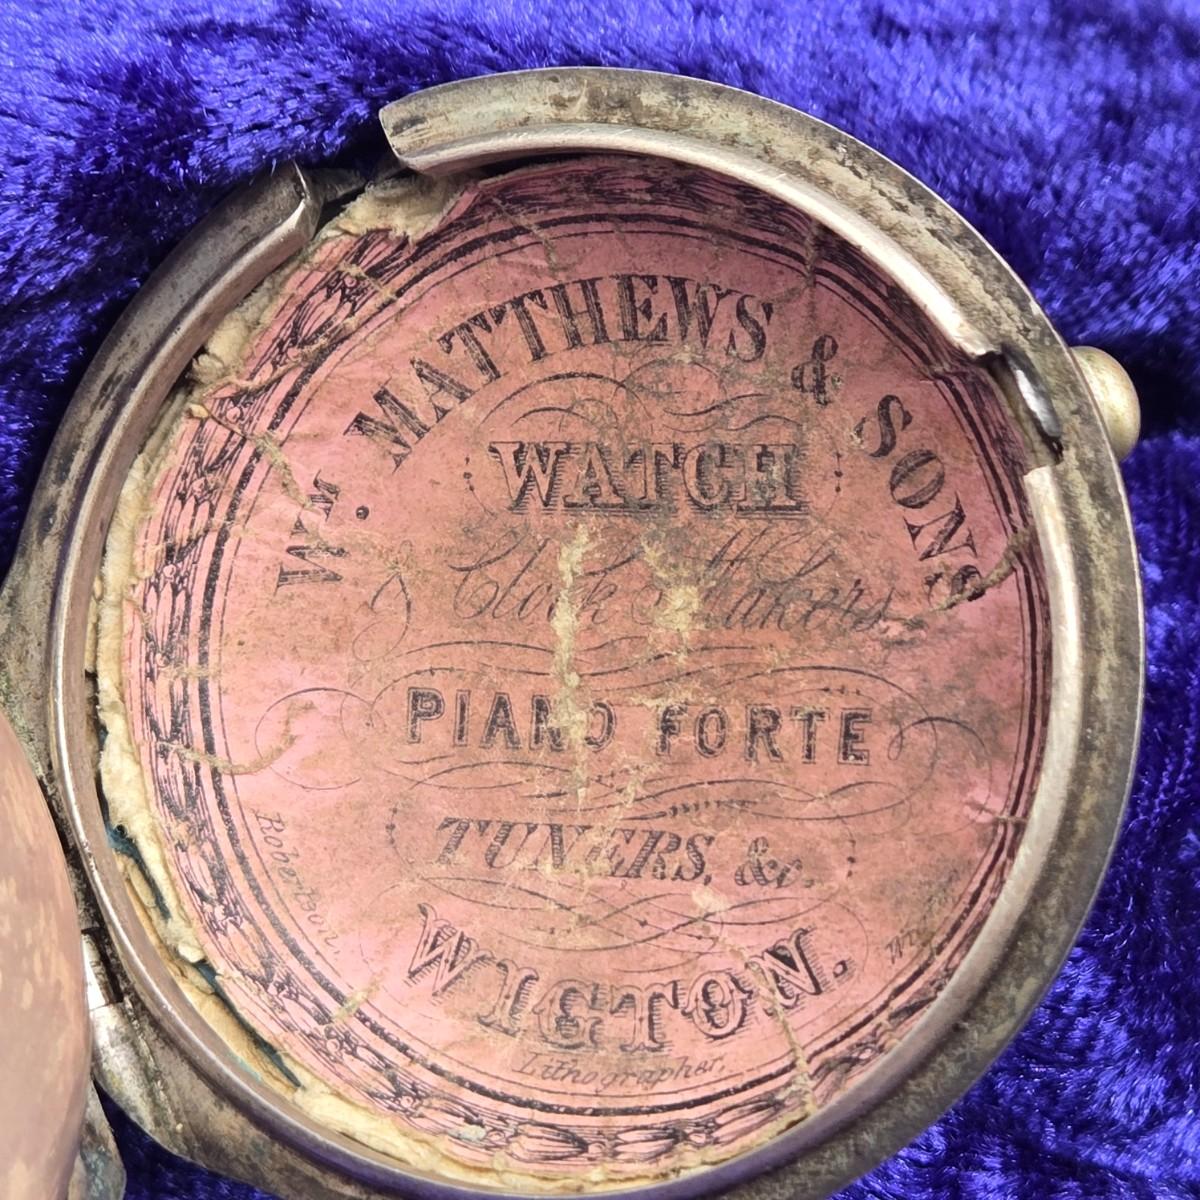 Wm. MATTHEWS & SONS
WATCH
Clock Makers
PIANO FORTE
TUNERS, &c.
WIGTON.
Robertson,
Lithographer,